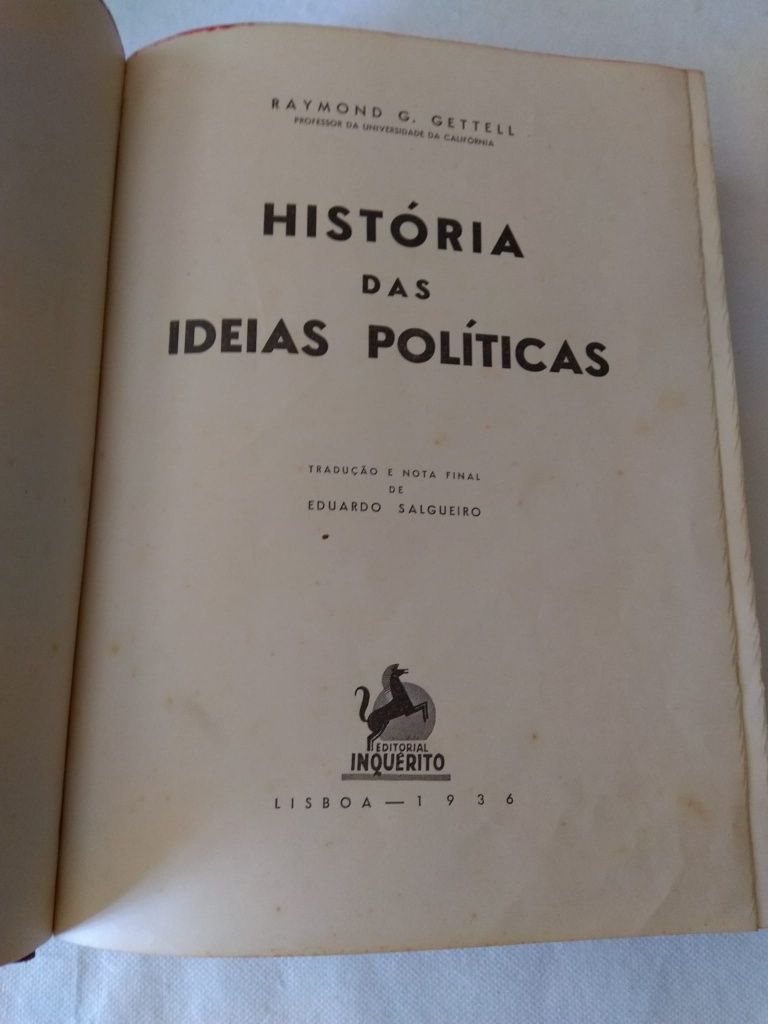 RAYMOND G. GETTELL
PROFESSOR DA UNIVERSIDADE DA CALIFÓRNIA
HISTÓRIA
DAS
IDEIAS POLÍTICAS
TRADUÇÃO E NOTA FINAL
DE
EDUARDO SALGUEIRO
EDITORIAL
INQUÉRITO
LISBOA — 1936